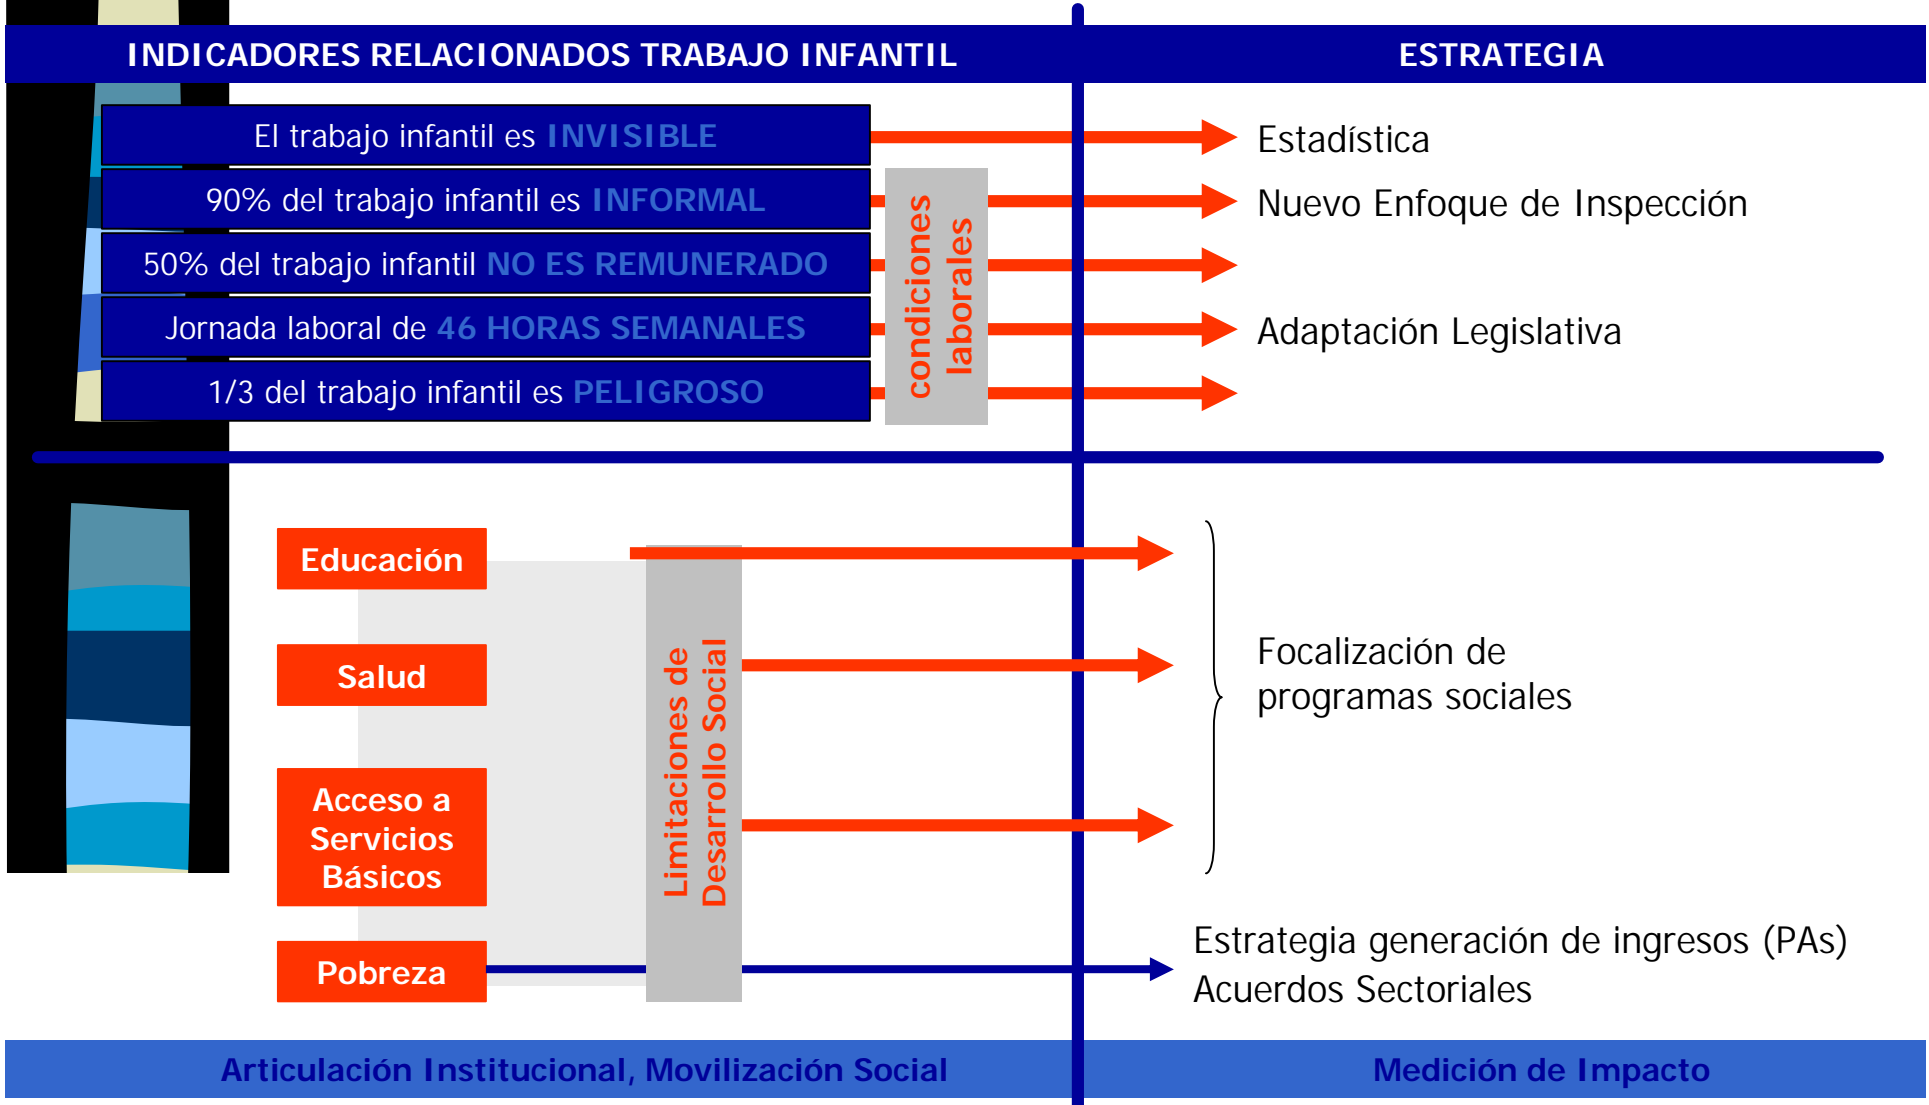 INDICADORES RELACIONADOS TRABAJO INFANTIL
ESTRATEGIA
El trabajo infantil es INVISIBLE
Estadística
90% del trabajo infantil es INFORMAL
Nuevo Enfoque de Inspección
50% del trabajo infantil NO ES REMUNERADO
Jornada laboral de 46 HORAS SEMANALES
Adaptación Legislativa
1/3 del trabajo infantil es PELIGROSO
condiciones
laborales
Educación
Salud
Acceso a
Servicios
Básicos
Pobreza
Limitaciones de
Desarrollo Social
Focalización de
programas sociales
Estrategia generación de ingresos (PAs)
Acuerdos Sectoriales
Articulación Institucional, Movilización Social
Medición de Impacto